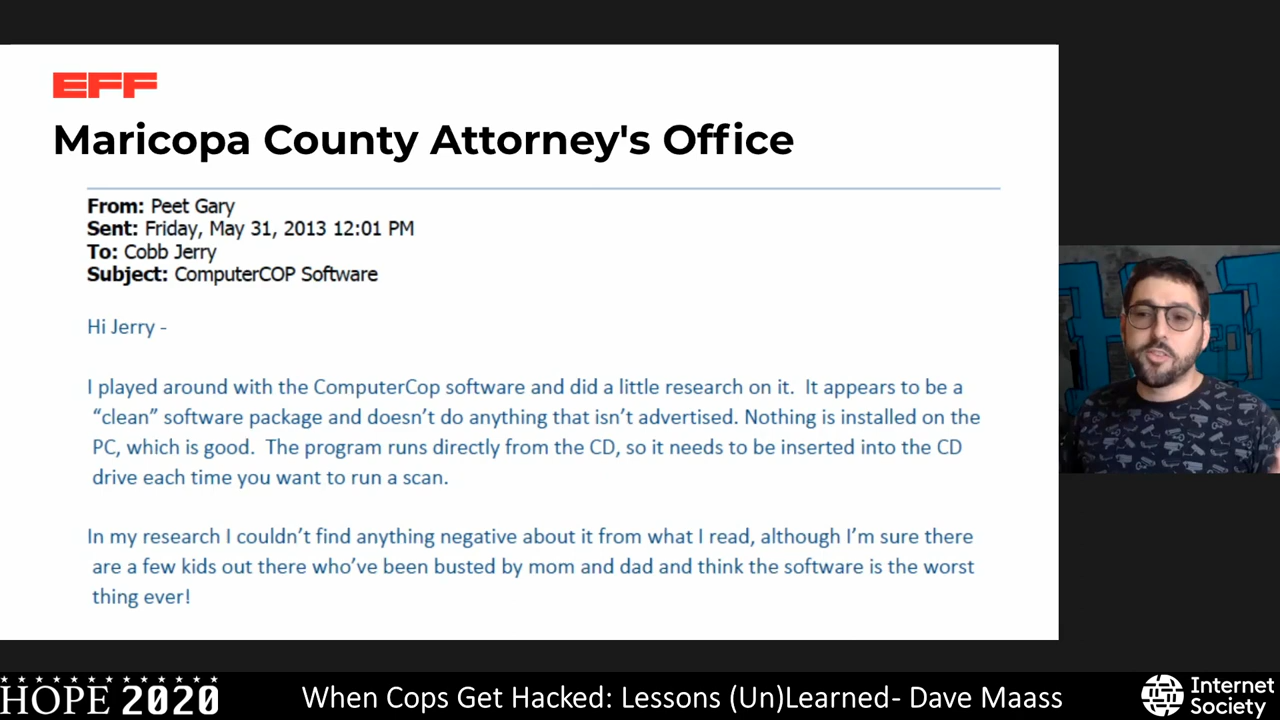 EFF
Maricopa County Attorney's Office
From: Peet Gary
Sent: Friday, May 31, 2013 12:01 PM
To: Cobb Jerry
Subject: ComputerCOP Software
Hi Jerry -
I played around with the ComputerCop software and did a little research on it.  It appears to be a
“clean” software package and doesn’t do anything that isn’t advertised. Nothing is installed on the
PC, which is good.  The program runs directly from the CD, so it needs to be inserted into the CD
drive each time you want to run a scan.
In my research I couldn’t find anything negative about it from what I read, although I’m sure there
are a few kids out there who’ve been busted by mom and dad and think the software is the worst
thing ever!
HOPE 2020
When Cops Get Hacked: Lessons (Un)Learned- Dave Maass
Internet
Society